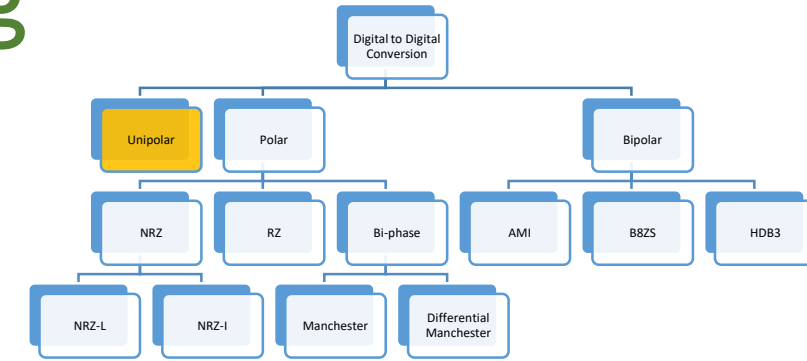 g
Digital to Digital
Conversion
Unipolar
Polar
Bipolar
NRZ
RZ
Bi-phase
AMI
B8ZS
HDB3
NRZ-L
NRZ-I
Manchester
Differential
Manchester